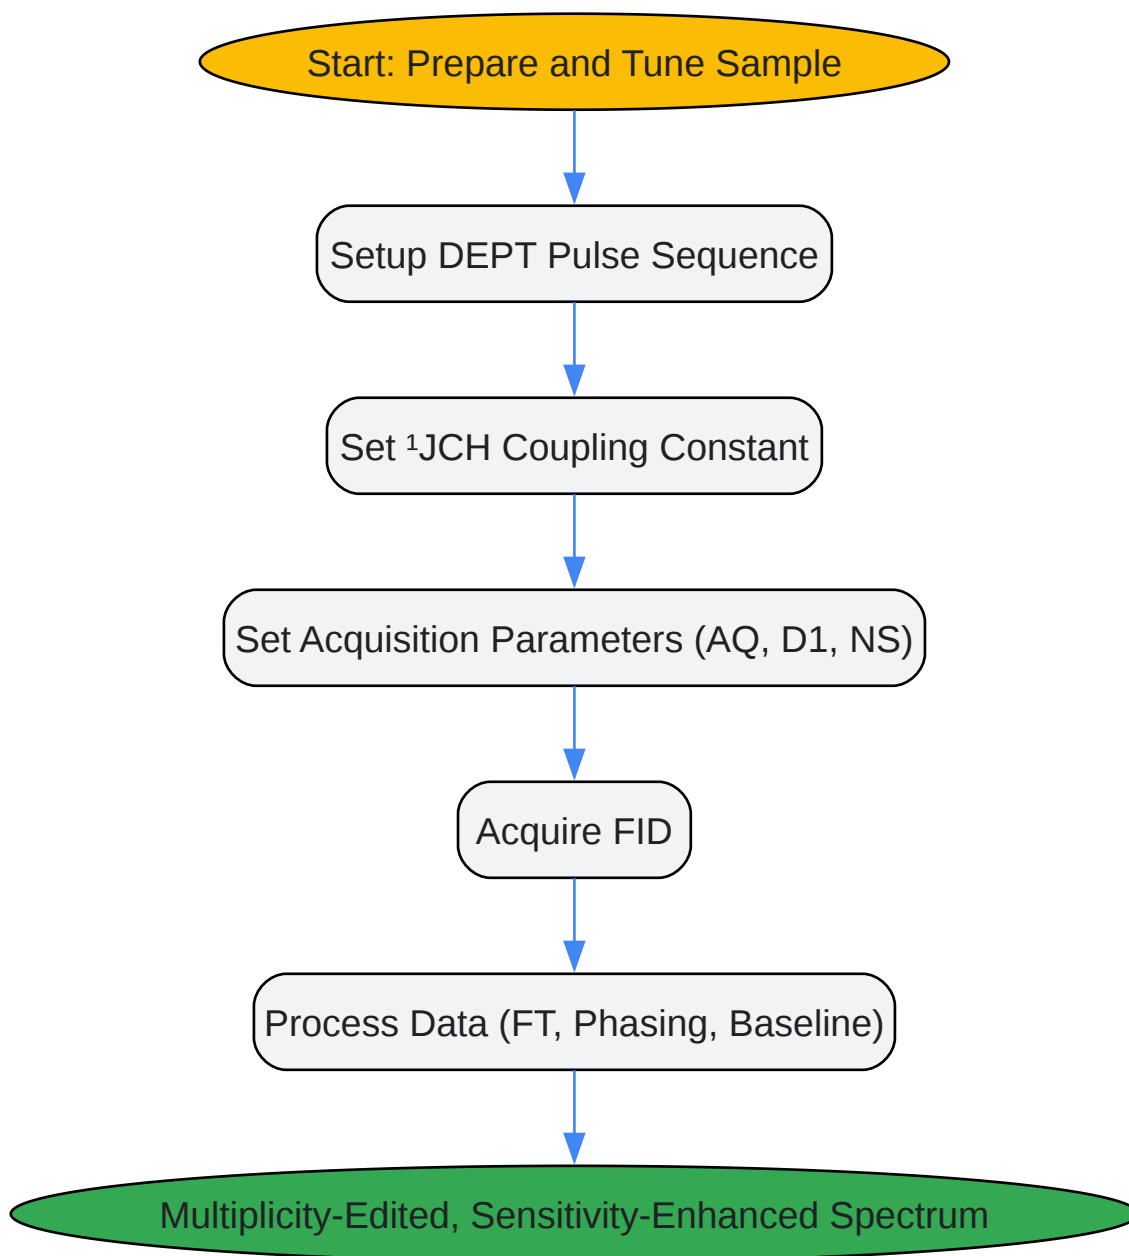 Start: Prepare and Tune Sample
Setup DEPT Pulse Sequence
Set ¹JCH Coupling Constant
Set Acquisition Parameters (AQ, D1, NS)
Acquire FID
Process Data (FT, Phasing, Baseline)
Multiplicity-Edited, Sensitivity-Enhanced Spectrum